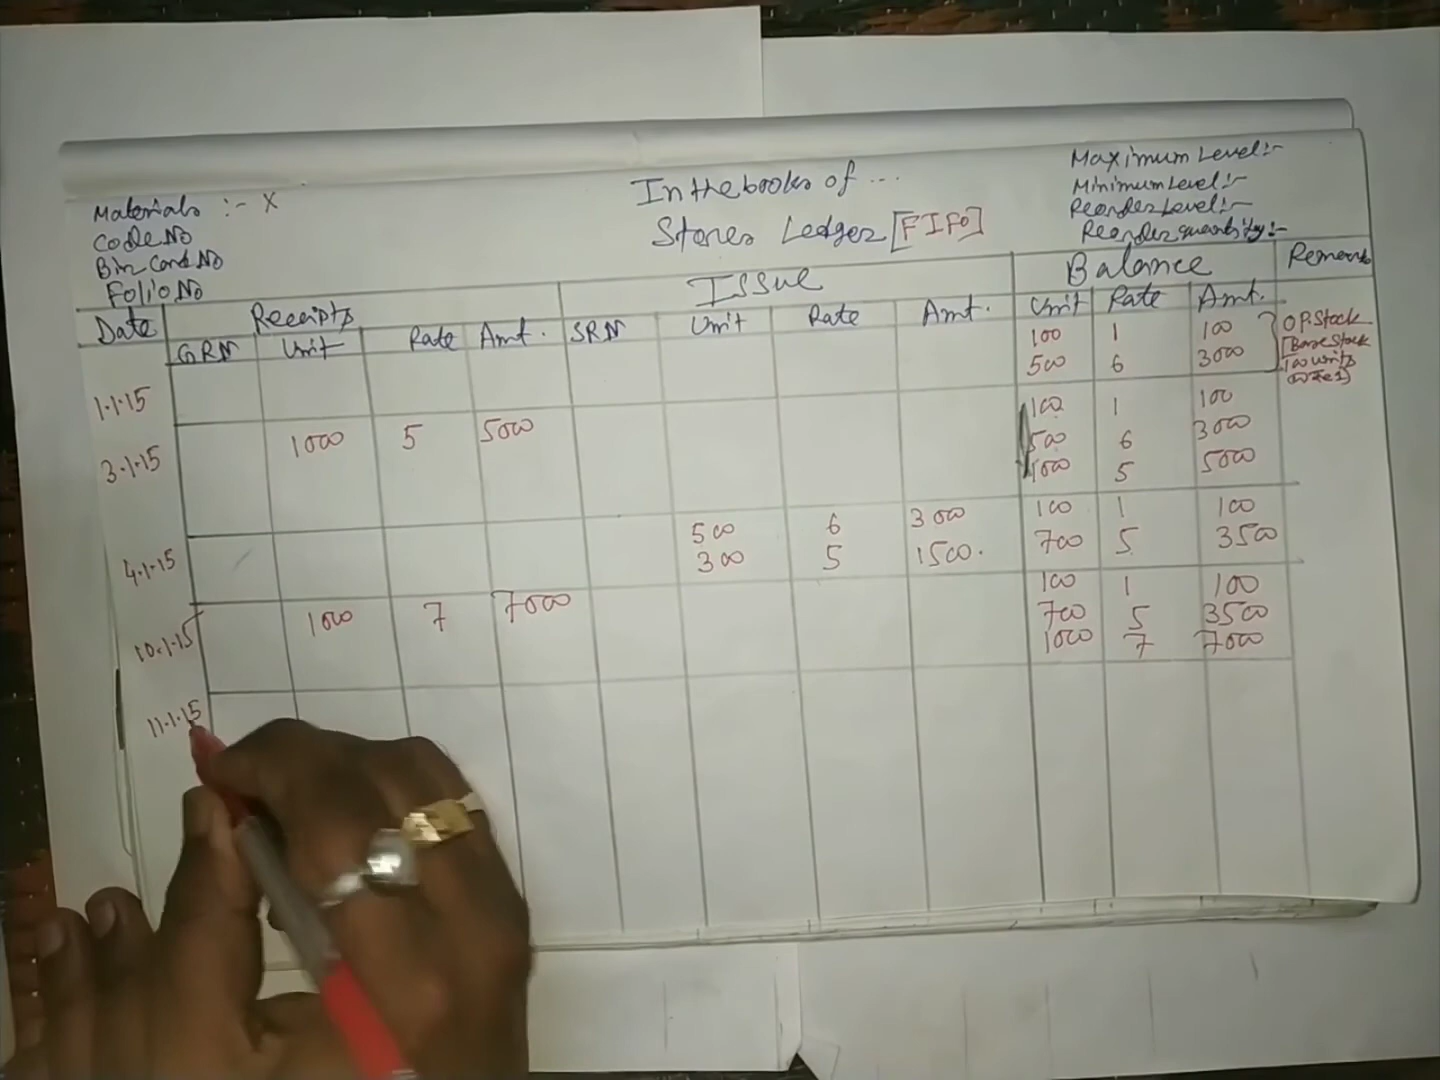 Materials :- X
Code No
Bin Card No
Folio No
In the books of ...
Stores Ledger [FIFO]
Maximum Level:-
Minimum Level:-
Reorder Level:-
Reorder quantity:-
Date Receipts Issue Balance Remarks
GRN Unit Rate Amt. SRN Unit Rate Amt. Unit Rate Amt.
1.1.15 100 1 100 OP. Stock
500 6 3000 [Base Stock
100 units
3.1.15 1000 5 5000 100 1 100
500 6 3000
1000 5 5000
4.1.15 500 6 3000 100 1 100
300 5 1500. 700 5 3500
10.1.15 1000 7 7000 100 1 100
700 5 3500
1000 7 7000
11.1.15